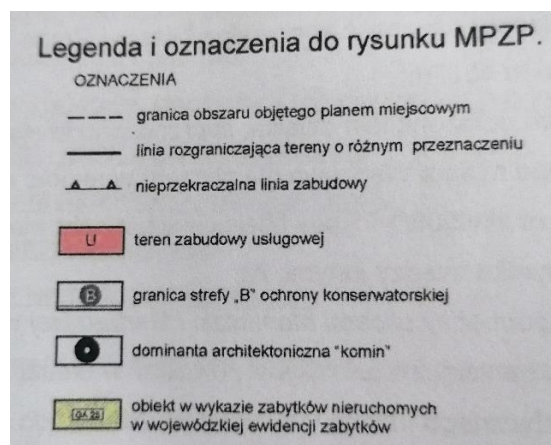 Legenda i oznaczenia do rysunku MPZP.
OZNACZENIA
granica obszaru objętego planem miejscowym
linia rozgraniczająca tereny o różnym przeznaczeniu
nieprzekraczalna linia zabudowy
U teren zabudowy usługowej
B granica strefy „B" ochrony konserwatorskiej
dominanta architektoniczna "komin"
obiekt w wykazie zabytków nieruchomych
w wojewódzkiej ewidencji zabytków